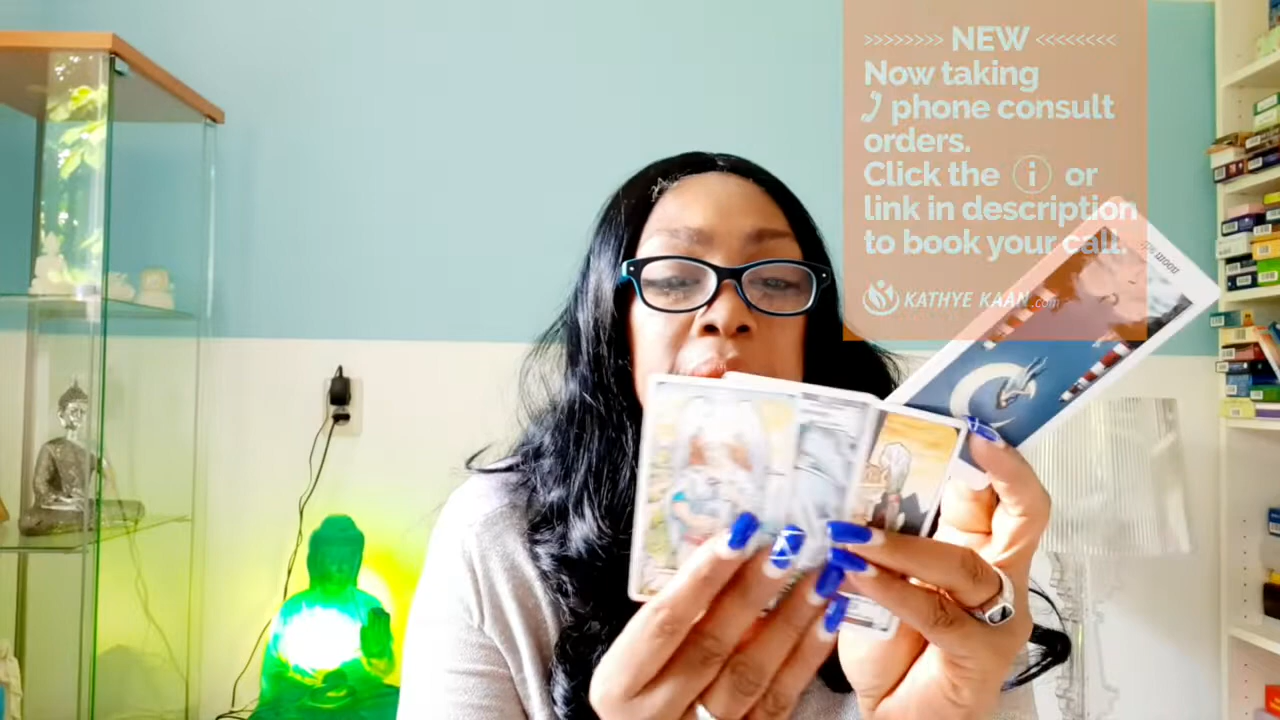 >>>>>>>> NEW <<<<<<<<
Now taking
phone consult
orders.
Click the i or
link in description
to book your call.
KATHYE KAAN.com